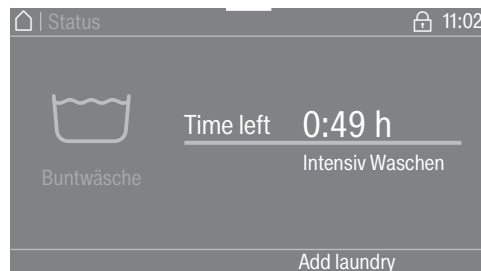 | Status 11:02
Time left 0:49 h
Intensiv Waschen
Buntwäsche
Add laundry